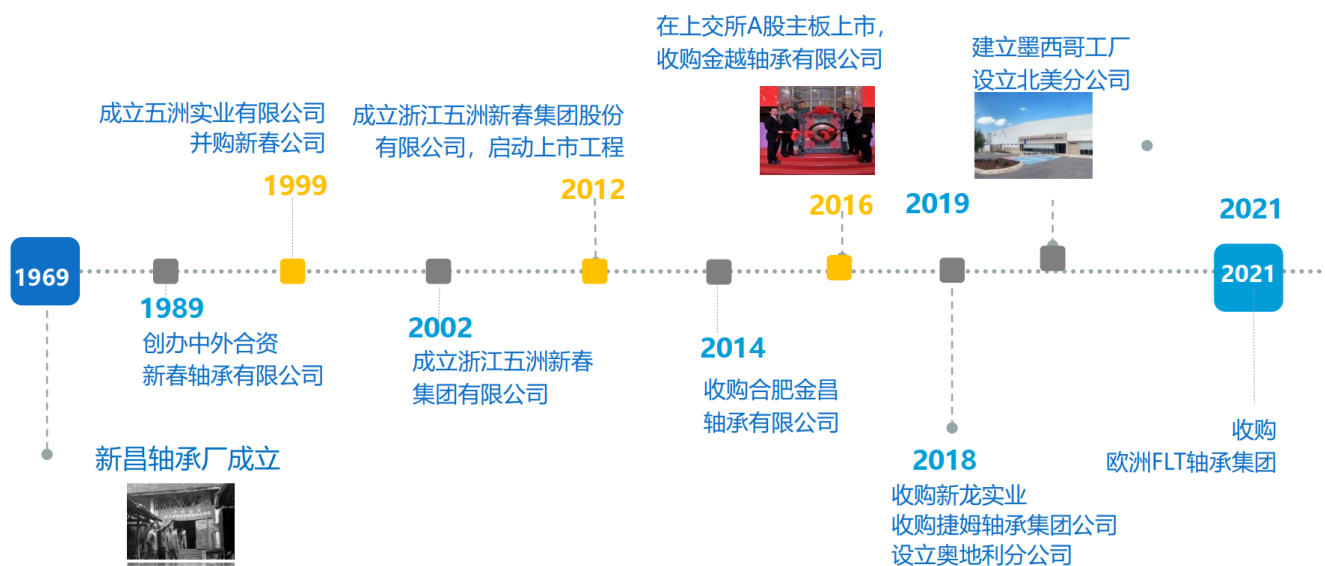 1969
新昌轴承厂成立
1989
创办中外合资
新春轴承有限公司
成立五洲实业有限公司
并购新春公司
1999
2002
成立浙江五洲新春
集团有限公司
成立浙江五洲新春集团股份
有限公司，启动上市工程
2012
2014
收购合肥金昌
轴承有限公司
在上交所A股主板上市，
收购金越轴承有限公司
2016
2018
收购新龙实业
收购捷姆轴承集团公司
设立奥地利分公司
2019
建立墨西哥工厂
设立北美分公司
2021
2021
收购
欧洲FLT轴承集团